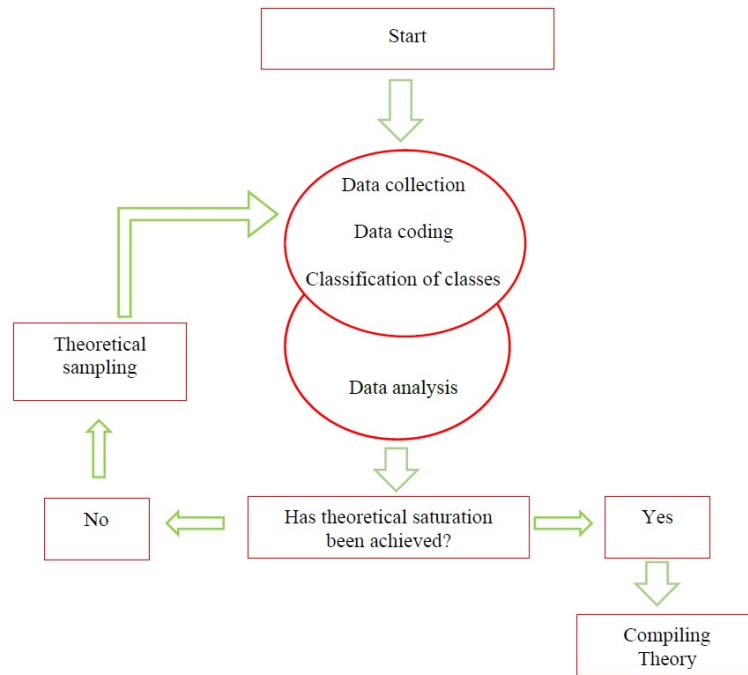 Start
Data collection
Data coding
Classification of classes
Theoretical
sampling
Data analysis
No
Has theoretical saturation
been achieved?
Yes
Compiling
Theory